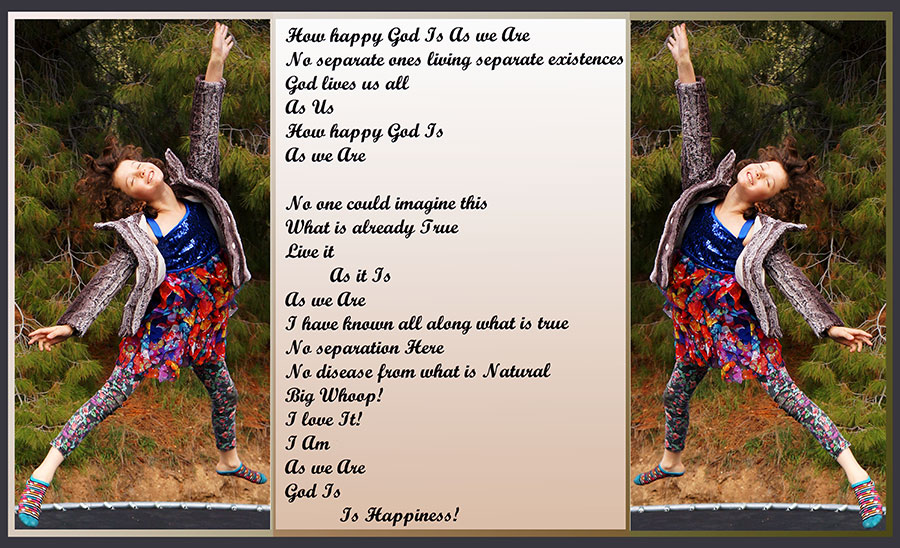 How happy God Is As we Are
No separate ones living separate existences
God lives us all
As Us
How happy God Is
As we Are
No one could imagine this
What is already True
Live it
As it Is
As we Are
I have known all along what is true
No separation Here
No disease from what is Natural
Big Whoop!
I love It!
I Am
As we Are
God Is
Is Happiness!